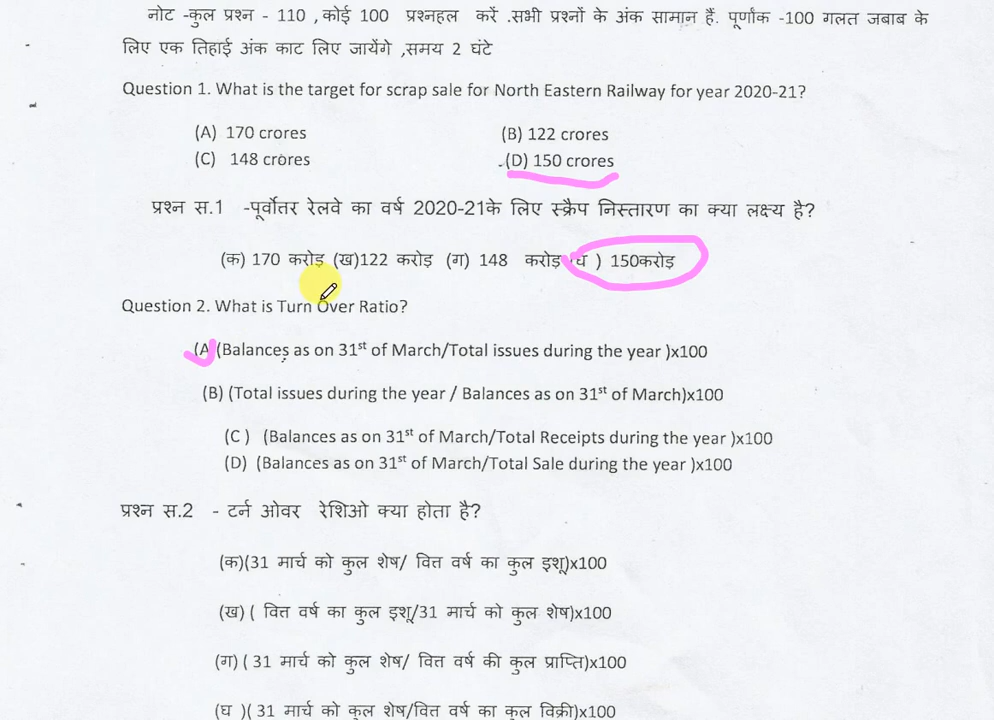 नोट -कुल प्रश्न - 110 ,कोई 100 प्रश्नहल करें .सभी प्रश्नों के अंक सामान हैं. पूर्णांक -100 गलत जबाब के
लिए एक तिहाई अंक काट लिए जायेंगे ,समय 2 घंटे
Question 1. What is the target for scrap sale for North Eastern Railway for year 2020-21?
(A) 170 crores (B) 122 crores
(C) 148 crores (D) 150 crores
प्रश्न स.1 -पूर्वोतर रेलवे का वर्ष 2020-21के लिए स्क्रैप निस्तारण का क्या लक्ष्य है?
(क) 170 करोड़ (ख)122 करोड़ (ग) 148 करोड़ (घ ) 150करोड़
Question 2. What is Turn Over Ratio?
(A (Balances as on 31st of March/Total issues during the year )x100
(B) (Total issues during the year / Balances as on 31st of March)x100
(C ) (Balances as on 31st of March/Total Receipts during the year )x100
(D) (Balances as on 31st of March/Total Sale during the year )x100
प्रश्न स.2 - टर्न ओवर रेशिओ क्या होता है?
(क)(31 मार्च को कुल शेष/ वित्त वर्ष का कुल इशू)x100
(ख) ( वित्त वर्ष का कुल इशू/31 मार्च को कुल शेष)x100
(ग) ( 31 मार्च को कुल शेष/ वित्त वर्ष की कुल प्राप्ति)x100
(घ )( 31 मार्च को कुल शेष/वित्त वर्ष का कुल विक्री)x100